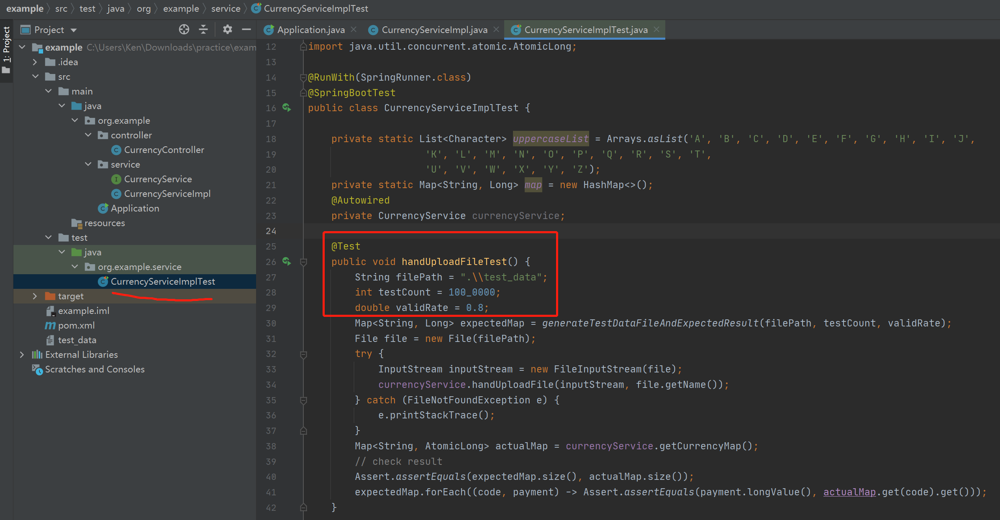 example src test java org example service CurrencyServiceImplTest
1: Project
Project
Application.java CurrencyServiceImpl.java CurrencyServiceImplTest.java
example C:\Users\Ken\Downloads\practice\exam
.idea
src
main
java
org.example
controller
CurrencyController
service
CurrencyService
CurrencyServiceImpl
Application
resources
test
java
org.example.service
CurrencyServiceImplTest
target
example.iml
pom.xml
test_data
External Libraries
Scratches and Consoles
12 import java.util.concurrent.atomic.AtomicLong;
13
14 @RunWith(SpringRunner.class)
15 @SpringBootTest
16 public class CurrencyServiceImplTest {
17
18 private static List<Character> uppercaseList = Arrays.asList('A', 'B', 'C', 'D', 'E', 'F', 'G', 'H', 'I', 'J',
19 'K', 'L', 'M', 'N', 'O', 'P', 'Q', 'R', 'S', 'T',
20 'U', 'V', 'W', 'X', 'Y', 'Z');
21 private static Map<String, Long> map = new HashMap<>();
22 @Autowired
23 private CurrencyService currencyService;
24
25 @Test
26 public void handUploadFileTest() {
27 String filePath = ".\\test_data";
28 int testCount = 100_0000;
29 double validRate = 0.8;
30 Map<String, Long> expectedMap = generateTestDataFileAndExpectedResult(filePath, testCount, validRate);
31 File file = new File(filePath);
32 try {
33 InputStream inputStream = new FileInputStream(file);
34 currencyService.handUploadFile(inputStream, file.getName());
35 } catch (FileNotFoundException e) {
36 e.printStackTrace();
37 }
38 Map<String, AtomicLong> actualMap = currencyService.getCurrencyMap();
39 // check result
40 Assert.assertEquals(expectedMap.size(), actualMap.size());
41 expectedMap.forEach((code, payment) -> Assert.assertEquals(payment.longValue(), actualMap.get(code).get()));
42 }